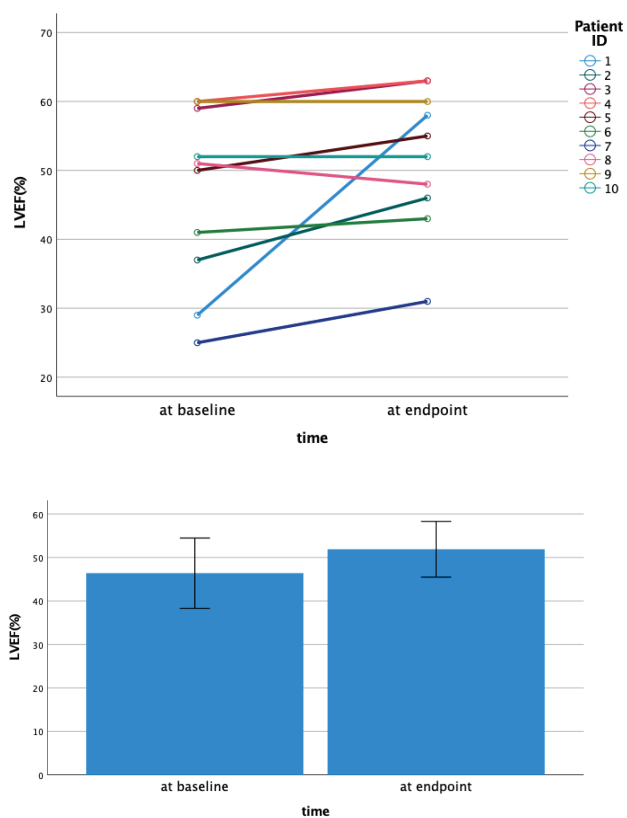 70
60
50
40
30
20
LVEF(%)
at baseline
at endpoint
time
Patient
ID
1
2
3
4
5
6
7
8
9
10
60
50
40
30
20
10
0
LVEF(%)
at baseline
at endpoint
time